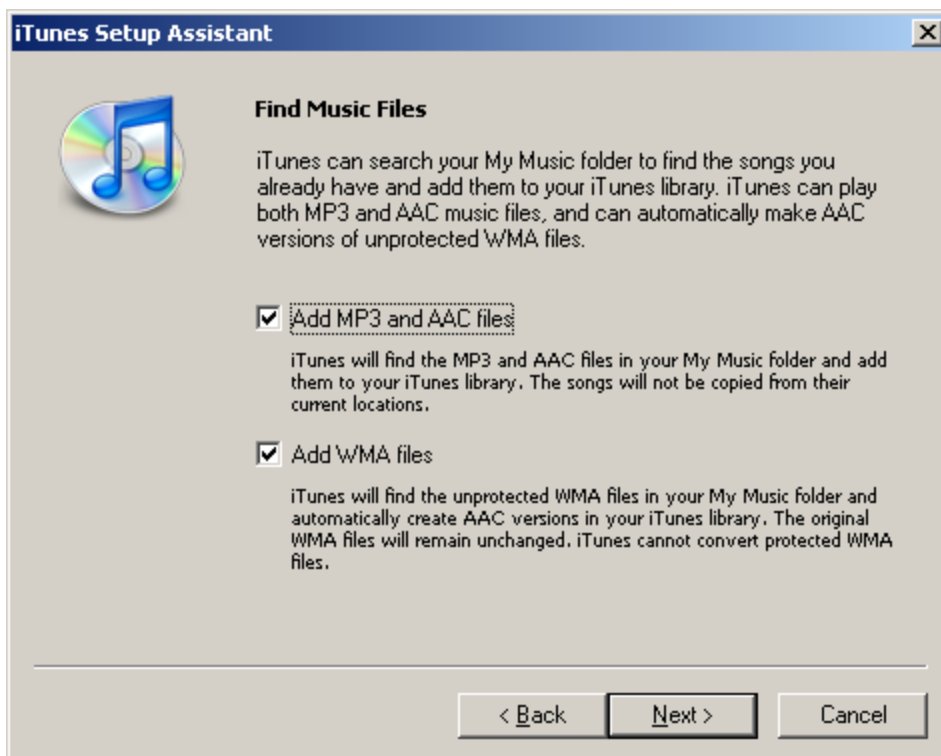 iTunes Setup Assistant
Find Music Files
iTunes can search your My Music folder to find the songs you
already have and add them to your iTunes library. iTunes can play
both MP3 and AAC music files, and can automatically make AAC
versions of unprotected WMA files.
Add MP3 and AAC files
iTunes will find the MP3 and AAC files in your My Music folder and add
them to your iTunes library. The songs will not be copied from their
current locations.
Add WMA files
iTunes will find the unprotected WMA files in your My Music folder and
automatically create AAC versions in your iTunes library. The original
WMA files will remain unchanged. iTunes cannot convert protected WMA
files.
< Back Next > Cancel